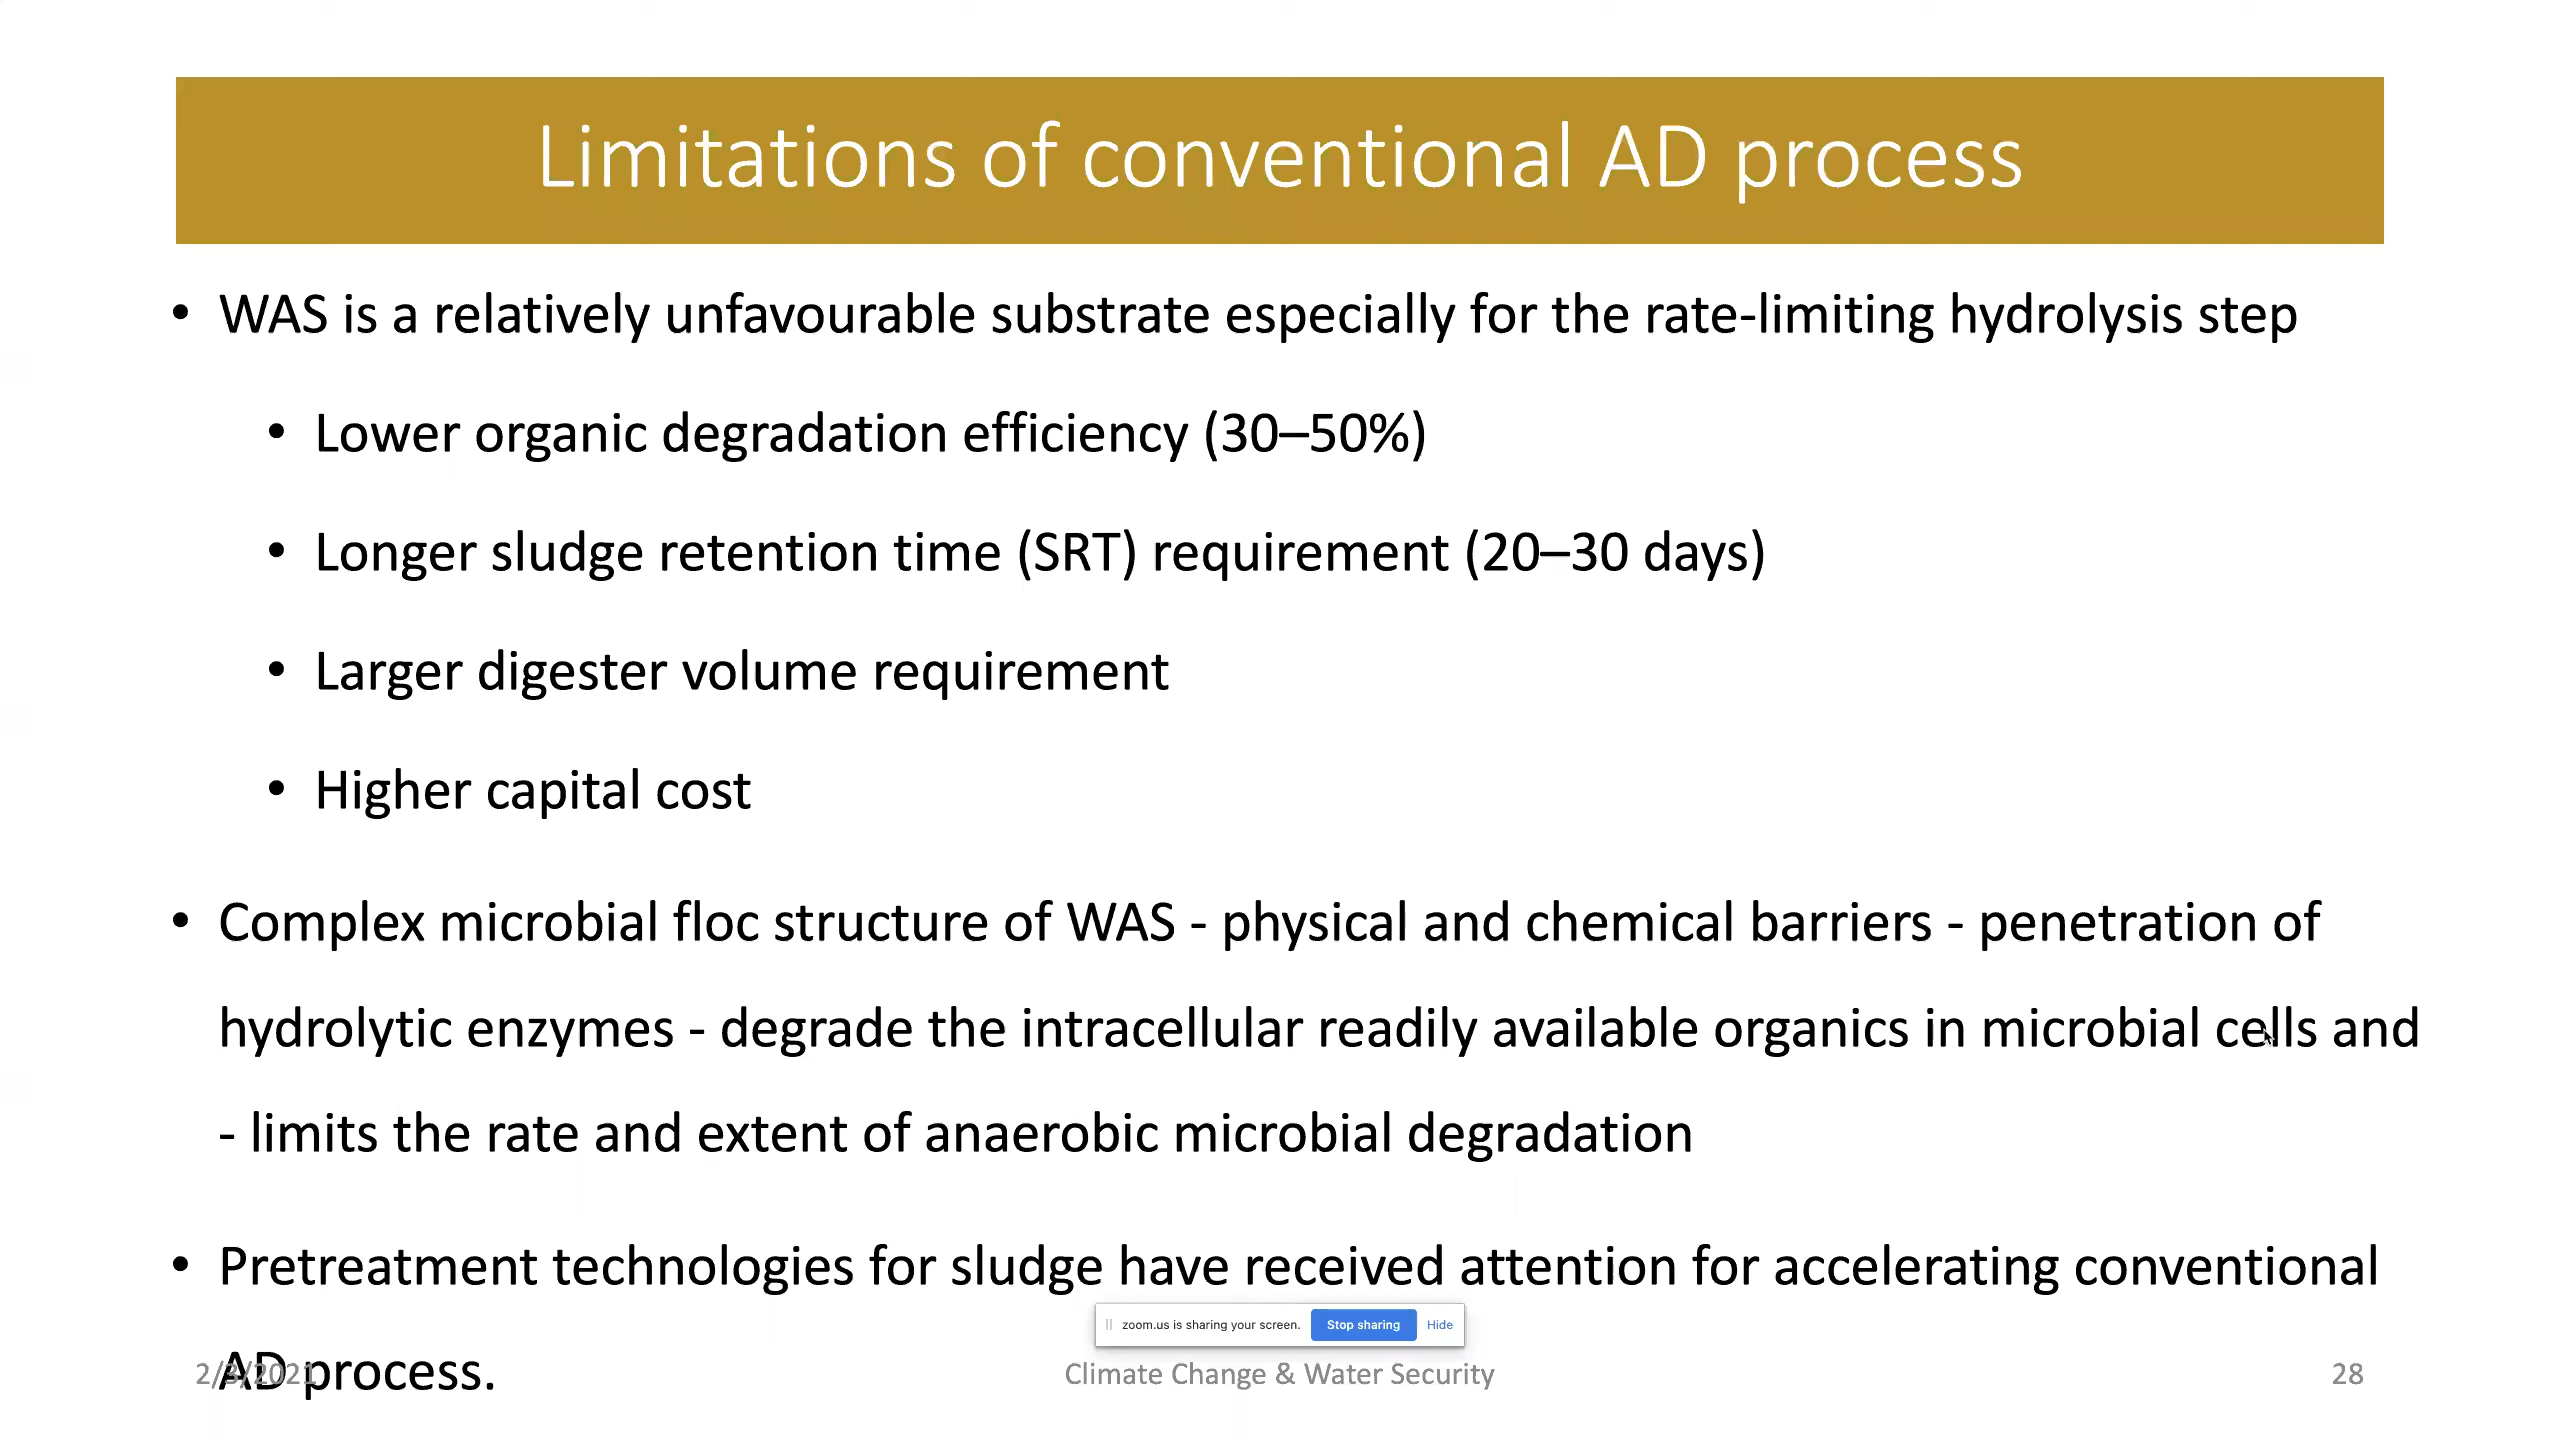 Limitations of conventional AD process
• WAS is a relatively unfavourable substrate especially for the rate-limiting hydrolysis step
• Lower organic degradation efficiency (30–50%)
• Longer sludge retention time (SRT) requirement (20–30 days)
• Larger digester volume requirement
• Higher capital cost
• Complex microbial floc structure of WAS - physical and chemical barriers - penetration of
hydrolytic enzymes - degrade the intracellular readily available organics in microbial cells and
- limits the rate and extent of anaerobic microbial degradation
• Pretreatment technologies for sludge have received attention for accelerating conventional
zoom.us is sharing your screen. Stop sharing Hide
AD process.
2/3/2021 Climate Change & Water Security 28